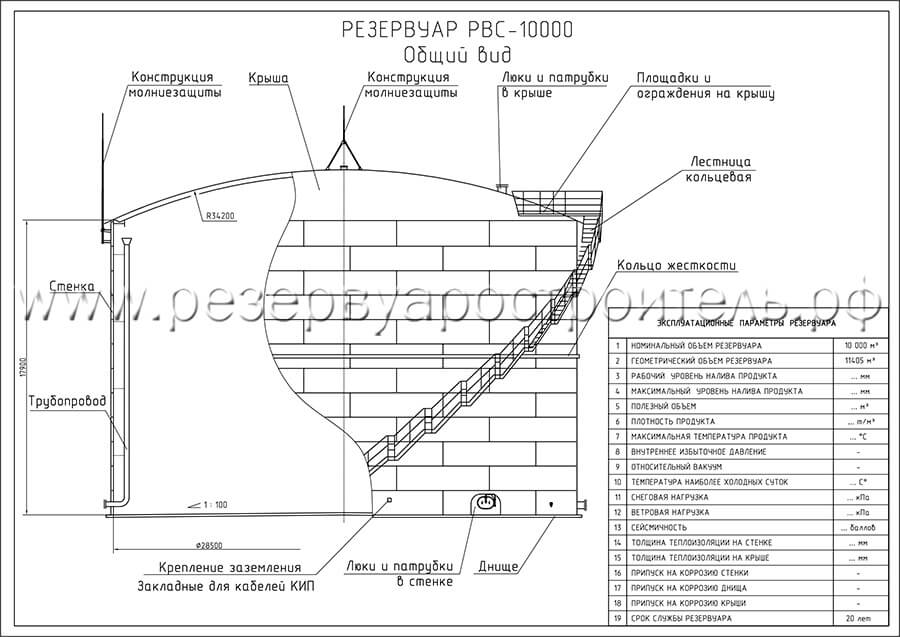 РЕЗЕРВУАР РВС-10000
Общий вид
Конструкция
молниезащиты
Крыша
Конструкция
молниезащиты
Люки и патрубки
в крыше
Площадки и
ограждения на крышу
Лестница
кольцевая
R34200
Кольцо жесткости
Стенка
www.резервуаростроитель.рф
17900
Трубопровод
1:100
⌀28500
Крепление заземления
Закладные для кабелей КИП
Люки и патрубки
в стенке
Днище
ЭКСПЛУАТАЦИОННЫЕ ПАРАМЕТРЫ РЕЗЕРВУАРА
1 НОМИНАЛЬНЫЙ ОБЪЕМ РЕЗЕРВУАРА 10 000 м³
2 ГЕОМЕТРИЧЕСКИЙ ОБЪЕМ РЕЗЕРВУАРА 11405 м³
3 РАБОЧИЙ УРОВЕНЬ НАЛИВА ПРОДУКТА ... мм
4 МАКСИМАЛЬНЫЙ УРОВЕНЬ НАЛИВА ПРОДУКТА ... мм
5 ПОЛЕЗНЫЙ ОБЪЕМ ... м³
6 ПЛОТНОСТЬ ПРОДУКТА ... т/м³
7 МАКСИМАЛЬНАЯ ТЕМПЕРАТУРА ПРОДУКТА ... °С
8 ВНУТРЕННЕЕ ИЗБЫТОЧНОЕ ДАВЛЕНИЕ -
9 ОТНОСИТЕЛЬНЫЙ ВАКУУМ -
10 ТЕМПЕРАТУРА НАИБОЛЕЕ ХОЛОДНЫХ СУТОК ... С°
11 СНЕГОВАЯ НАГРУЗКА ... кПа
12 ВЕТРОВАЯ НАГРУЗКА ... кПа
13 СЕЙСМИЧНОСТЬ ... баллов
14 ТОЛЩИНА ТЕПЛОИЗОЛЯЦИИ НА СТЕНКЕ ... мм
15 ТОЛЩИНА ТЕПЛОИЗОЛЯЦИИ НА КРЫШЕ ... мм
16 ПРИПУСК НА КОРРОЗИЮ СТЕНКИ -
17 ПРИПУСК НА КОРРОЗИЮ ДНИЩА -
18 ПРИПУСК НА КОРРОЗИЮ КРЫШИ -
19 СРОК СЛУЖБЫ РЕЗЕРВУАРА 20 лет